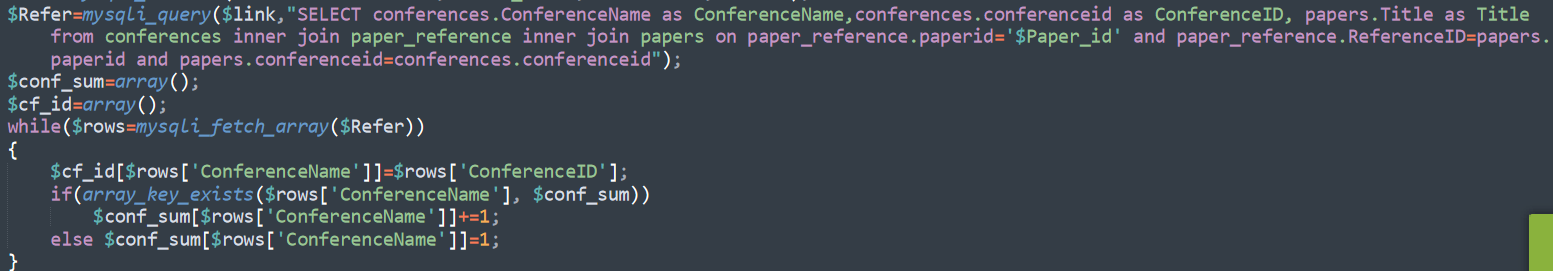 $Refer=mysqli_query($link,"SELECT conferences.ConferenceName as ConferenceName,conferences.conferenceid as ConferenceID, papers.Title as Title
from conferences inner join paper_reference inner join papers on paper_reference.paperid='$Paper_id' and paper_reference.ReferenceID=papers.
paperid and papers.conferenceid=conferences.conferenceid");
$conf_sum=array();
$cf_id=array();
while($rows=mysqli_fetch_array($Refer))
{
$cf_id[$rows['ConferenceName']]=$rows['ConferenceID'];
if(array_key_exists($rows['ConferenceName'], $conf_sum))
$conf_sum[$rows['ConferenceName']]+=1;
else $conf_sum[$rows['ConferenceName']]=1;
}